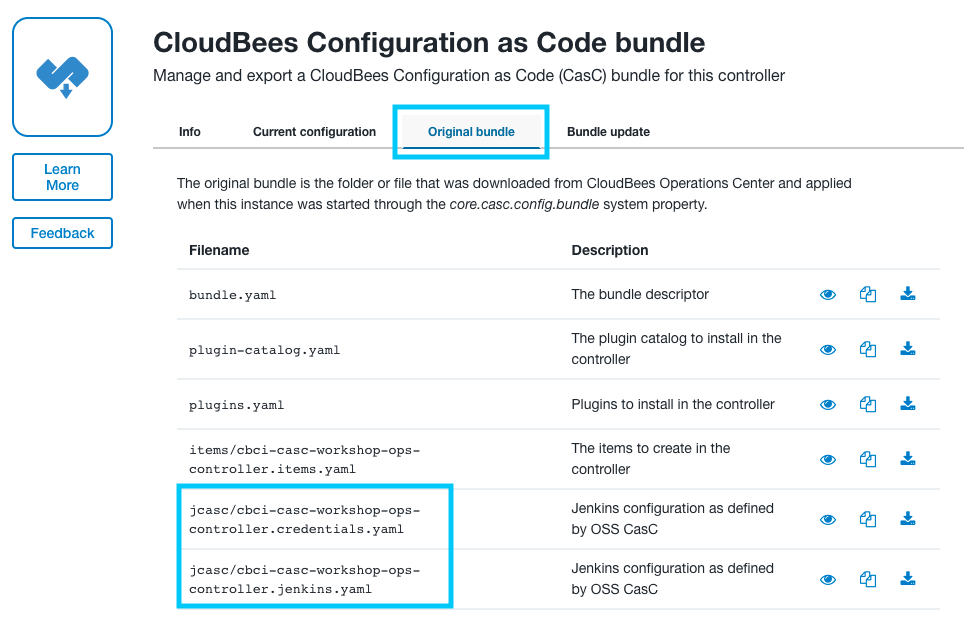 CloudBees Configuration as Code bundle
Manage and export a CloudBees Configuration as Code (CasC) bundle for this controller
Learn
More
Feedback
Info Current configuration Original bundle Bundle update
The original bundle is the folder or file that was downloaded from CloudBees Operations Center and applied
when this instance was started through the core.casc.config.bundle system property.
Filename Description
bundle.yaml The bundle descriptor
plugin-catalog.yaml The plugin catalog to install in the
controller
plugins.yaml Plugins to install in the controller
items/cbci-casc-workshop-ops-
controller.items.yaml
The items to create in the
controller
jcasc/cbci-casc-workshop-ops-
controller.credentials.yaml
Jenkins configuration as defined
by OSS CasC
jcasc/cbci-casc-workshop-ops-
controller.jenkins.yaml
Jenkins configuration as defined
by OSS CasC